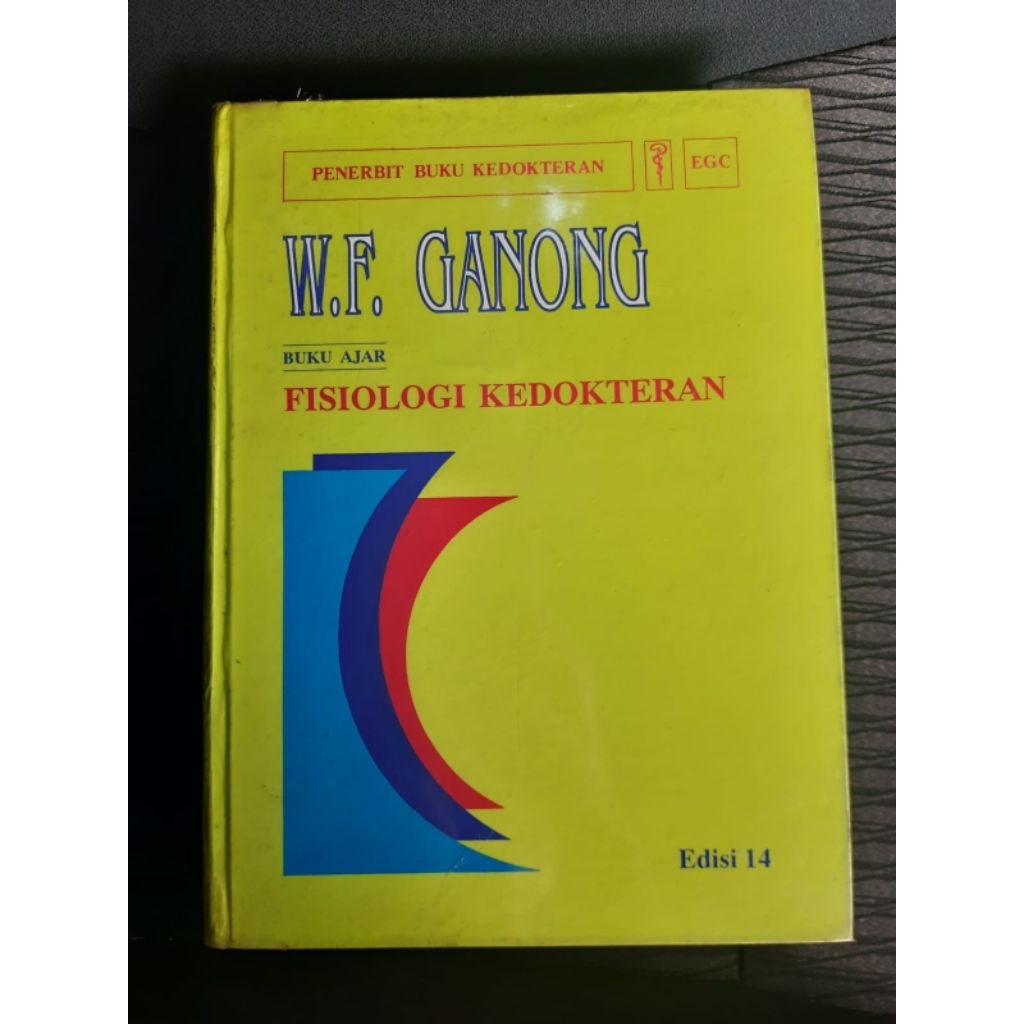 PENERBIT BUKU KEDOKTERAN
EGC
W.F. GANONG
BUKU AJAR
FISIOLOGI KEDOKTERAN
Edisi 14